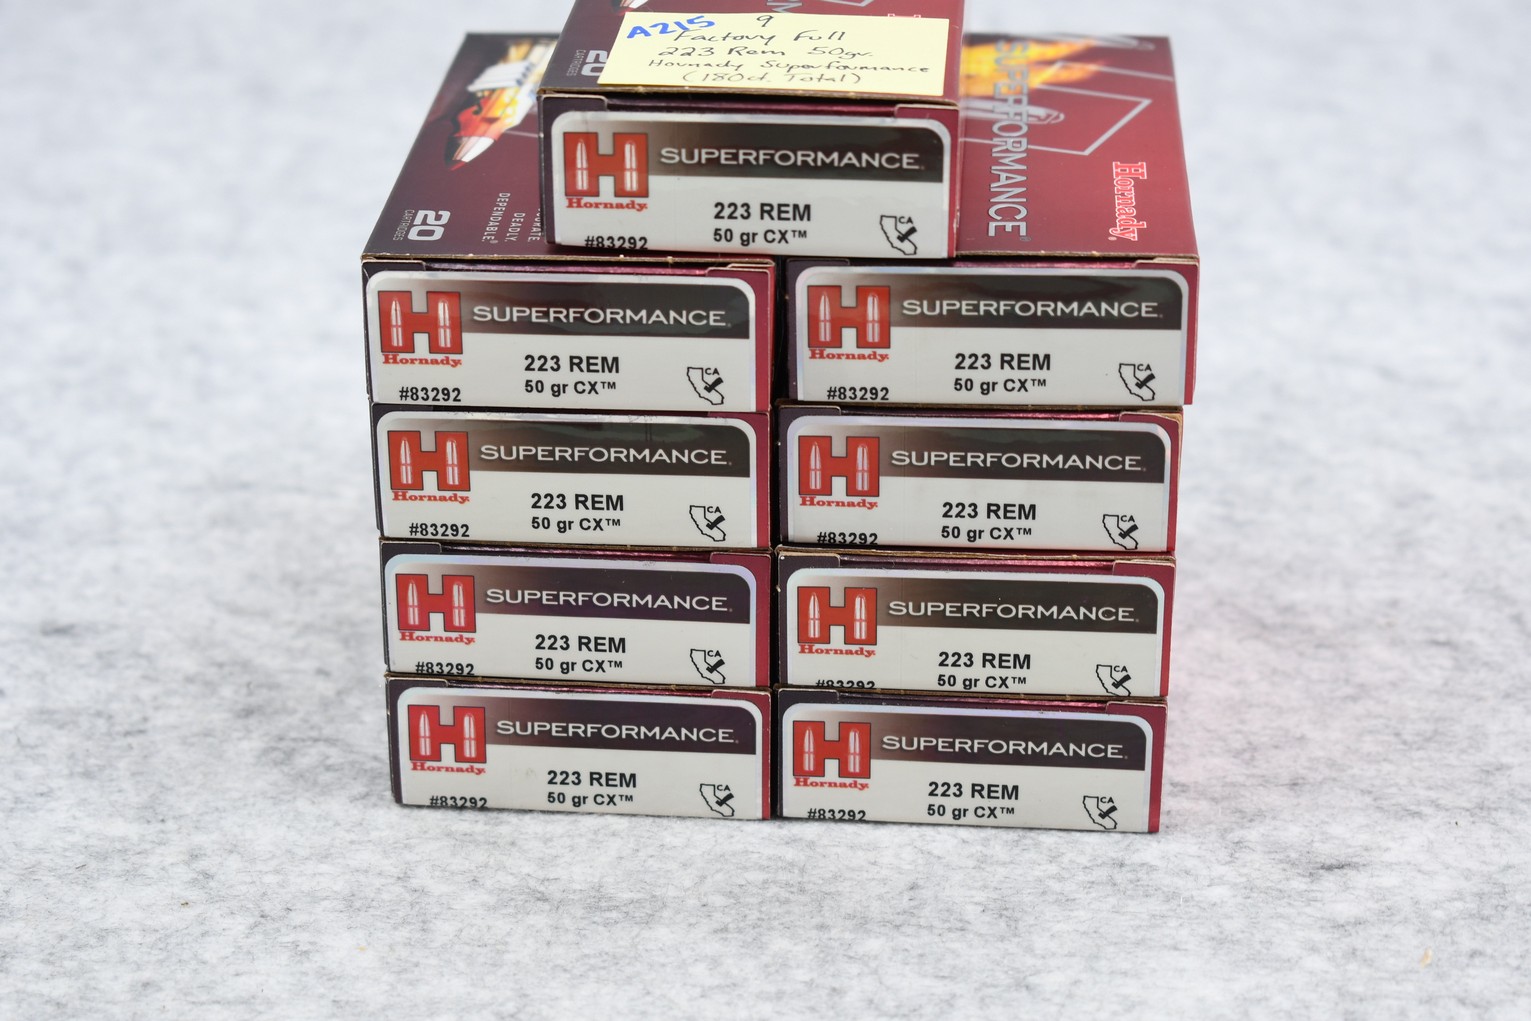 A215
9
Factory Full
223 Rem 50gr.
Hornady Superformance
(180ct. Total)
20
CARTRIDGES
H SUPERFORMANCE
Hornady
223 REM
50 gr CX™
#83292
CA
20
CARTRIDGES
DEADLY.
DEPENDABLE.®
SUPERFORMANCE®
Hornady
H SUPERFORMANCE
Hornady
223 REM
50 gr CX™
#83292
CA
H SUPERFORMANCE
Hornady
223 REM
50 gr CX™
#83292
CA
H SUPERFORMANCE
Hornady
223 REM
50 gr CX™
#83292
CA
H SUPERFORMANCE
Hornady
223 REM
50 gr CX™
#83292
CA
H SUPERFORMANCE
Hornady
223 REM
50 gr CX™
#83292
CA
H SUPERFORMANCE
Hornady
223 REM
50 gr CX™
#83292
CA
H SUPERFORMANCE
Hornady
223 REM
50 gr CX™
#83292
CA
H SUPERFORMANCE
Hornady
223 REM
50 gr CX™
#83292
CA